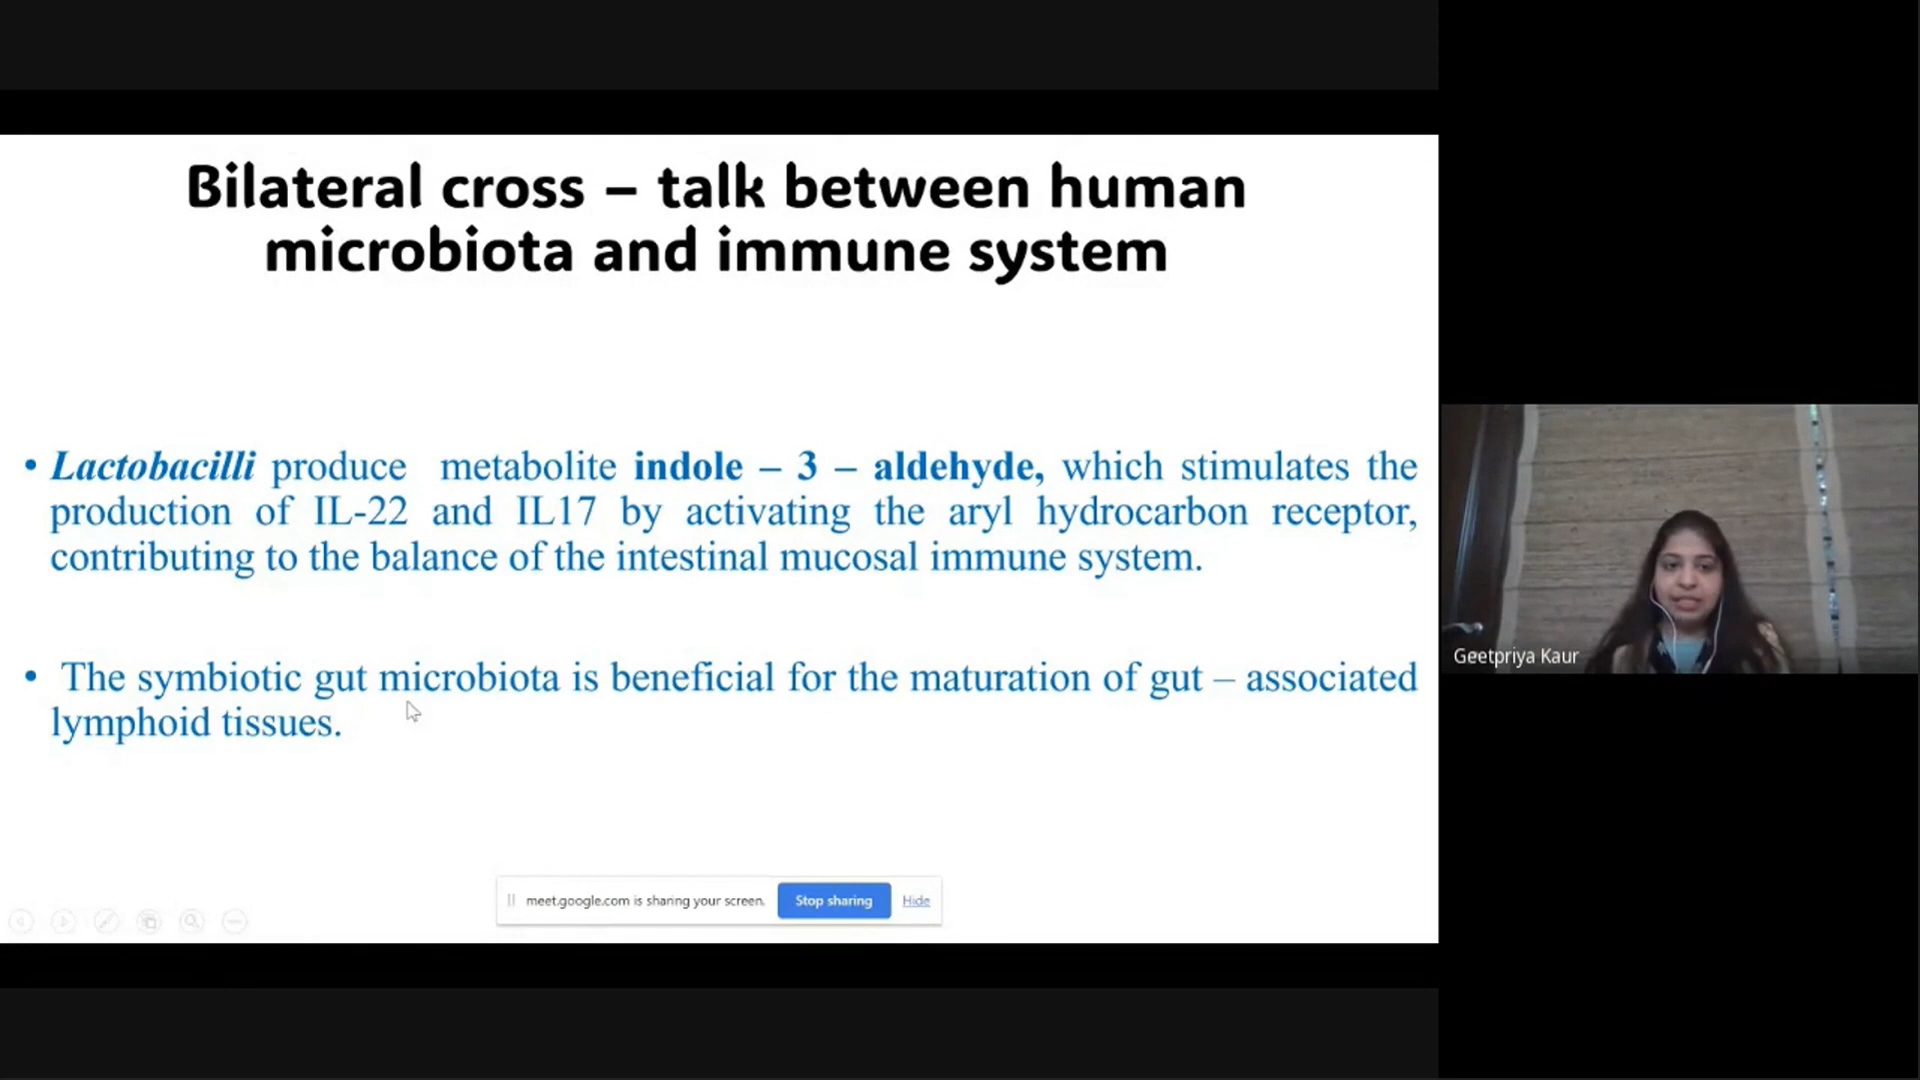 Bilateral cross – talk between human
microbiota and immune system
• Lactobacilli produce metabolite indole – 3 – aldehyde, which stimulates the
production of IL-22 and IL17 by activating the aryl hydrocarbon receptor,
contributing to the balance of the intestinal mucosal immune system.
• The symbiotic gut microbiota is beneficial for the maturation of gut – associated
lymphoid tissues.
meet.google.com is sharing your screen. Stop sharing Hide
Geetpriya Kaur